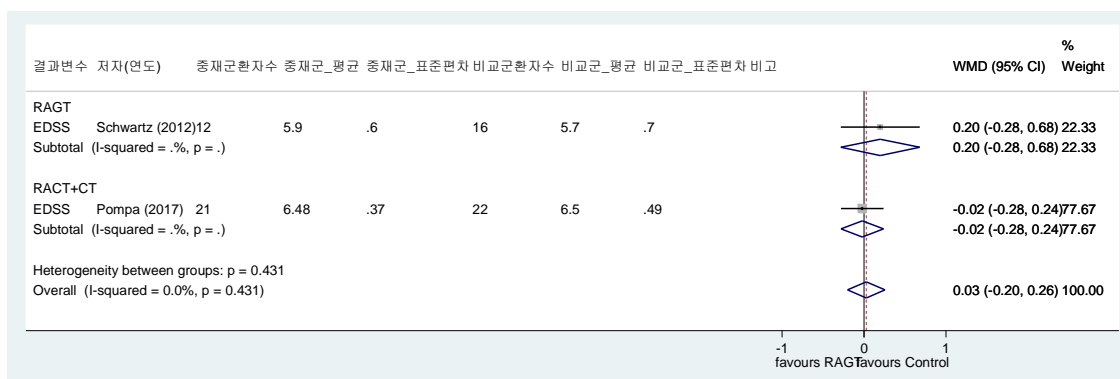 %
결과변수 저자(연도) 중재군환자수 중재군_평균 중재군_표준편차 비교군환자수 비교군_평균 비교군_표준편차 비고 WMD (95% CI) Weight
RAGT
EDSS Schwartz (2012) 12 5.9 .6 16 5.7 .7 0.20 (-0.28, 0.68) 22.33
Subtotal (I-squared = .%, p = .) 0.20 (-0.28, 0.68) 22.33
RACT+CT
EDSS Pompa (2017) 21 6.48 .37 22 6.5 .49 -0.02 (-0.28, 0.24) 77.67
Subtotal (I-squared = .%, p = .) -0.02 (-0.28, 0.24) 77.67
Heterogeneity between groups: p = 0.431
Overall (I-squared = 0.0%, p = 0.431) 0.03 (-0.20, 0.26) 100.00
-1 0 1
favours RAGT favours Control